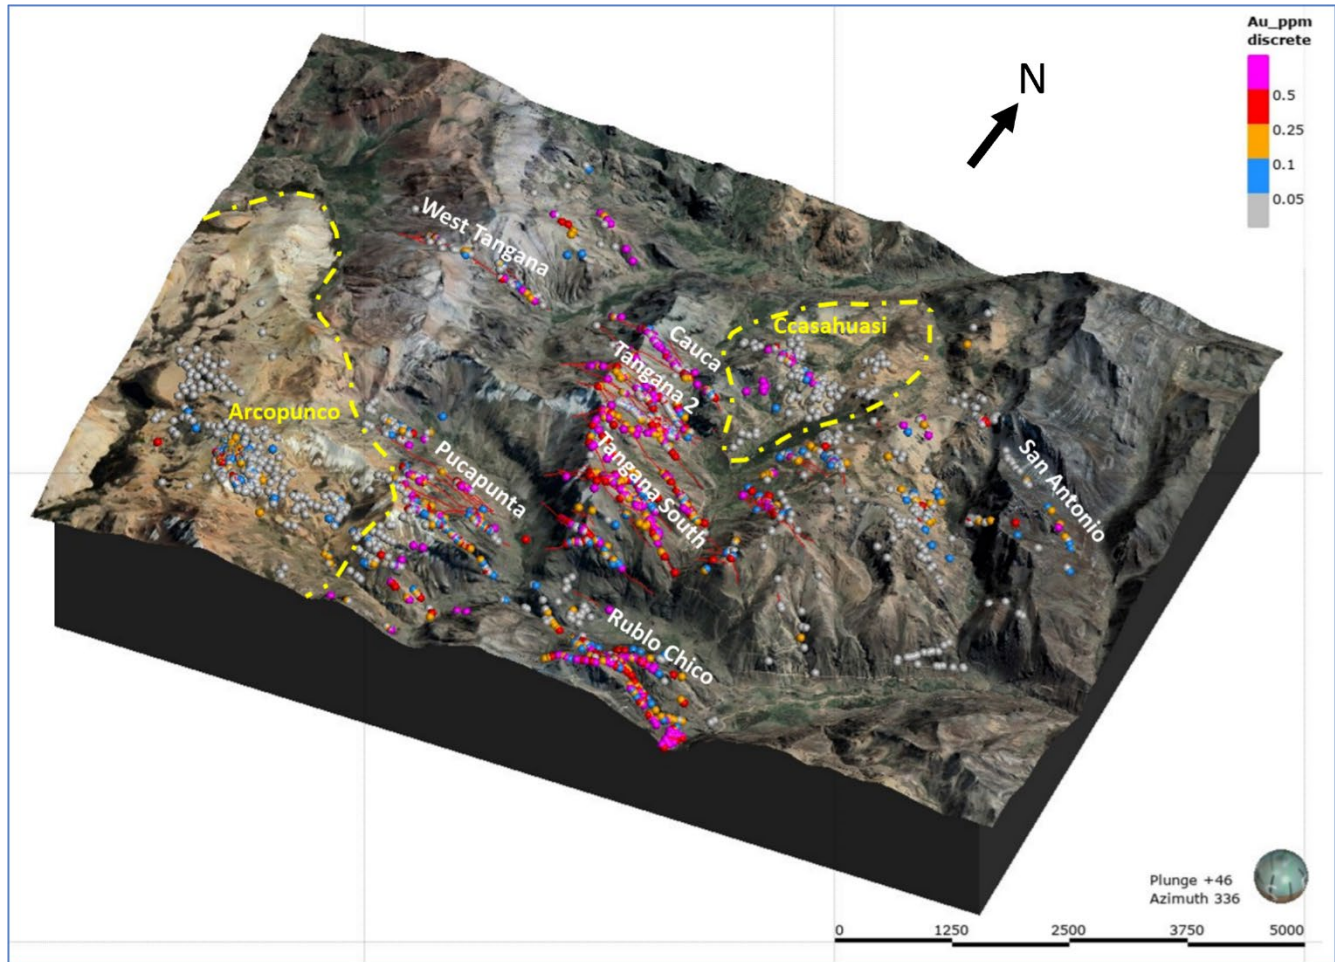 Au_ppm
discrete
0.5
0.25
0.1
0.05
N
West Tangana
Cauca
Ccasahuasi
Tangana 2
Arcopunco
Pucapunta
Tangana South
San Antonio
Rublo Chico
Plunge +46
Azimuth 336
0 1250 2500 3750 5000